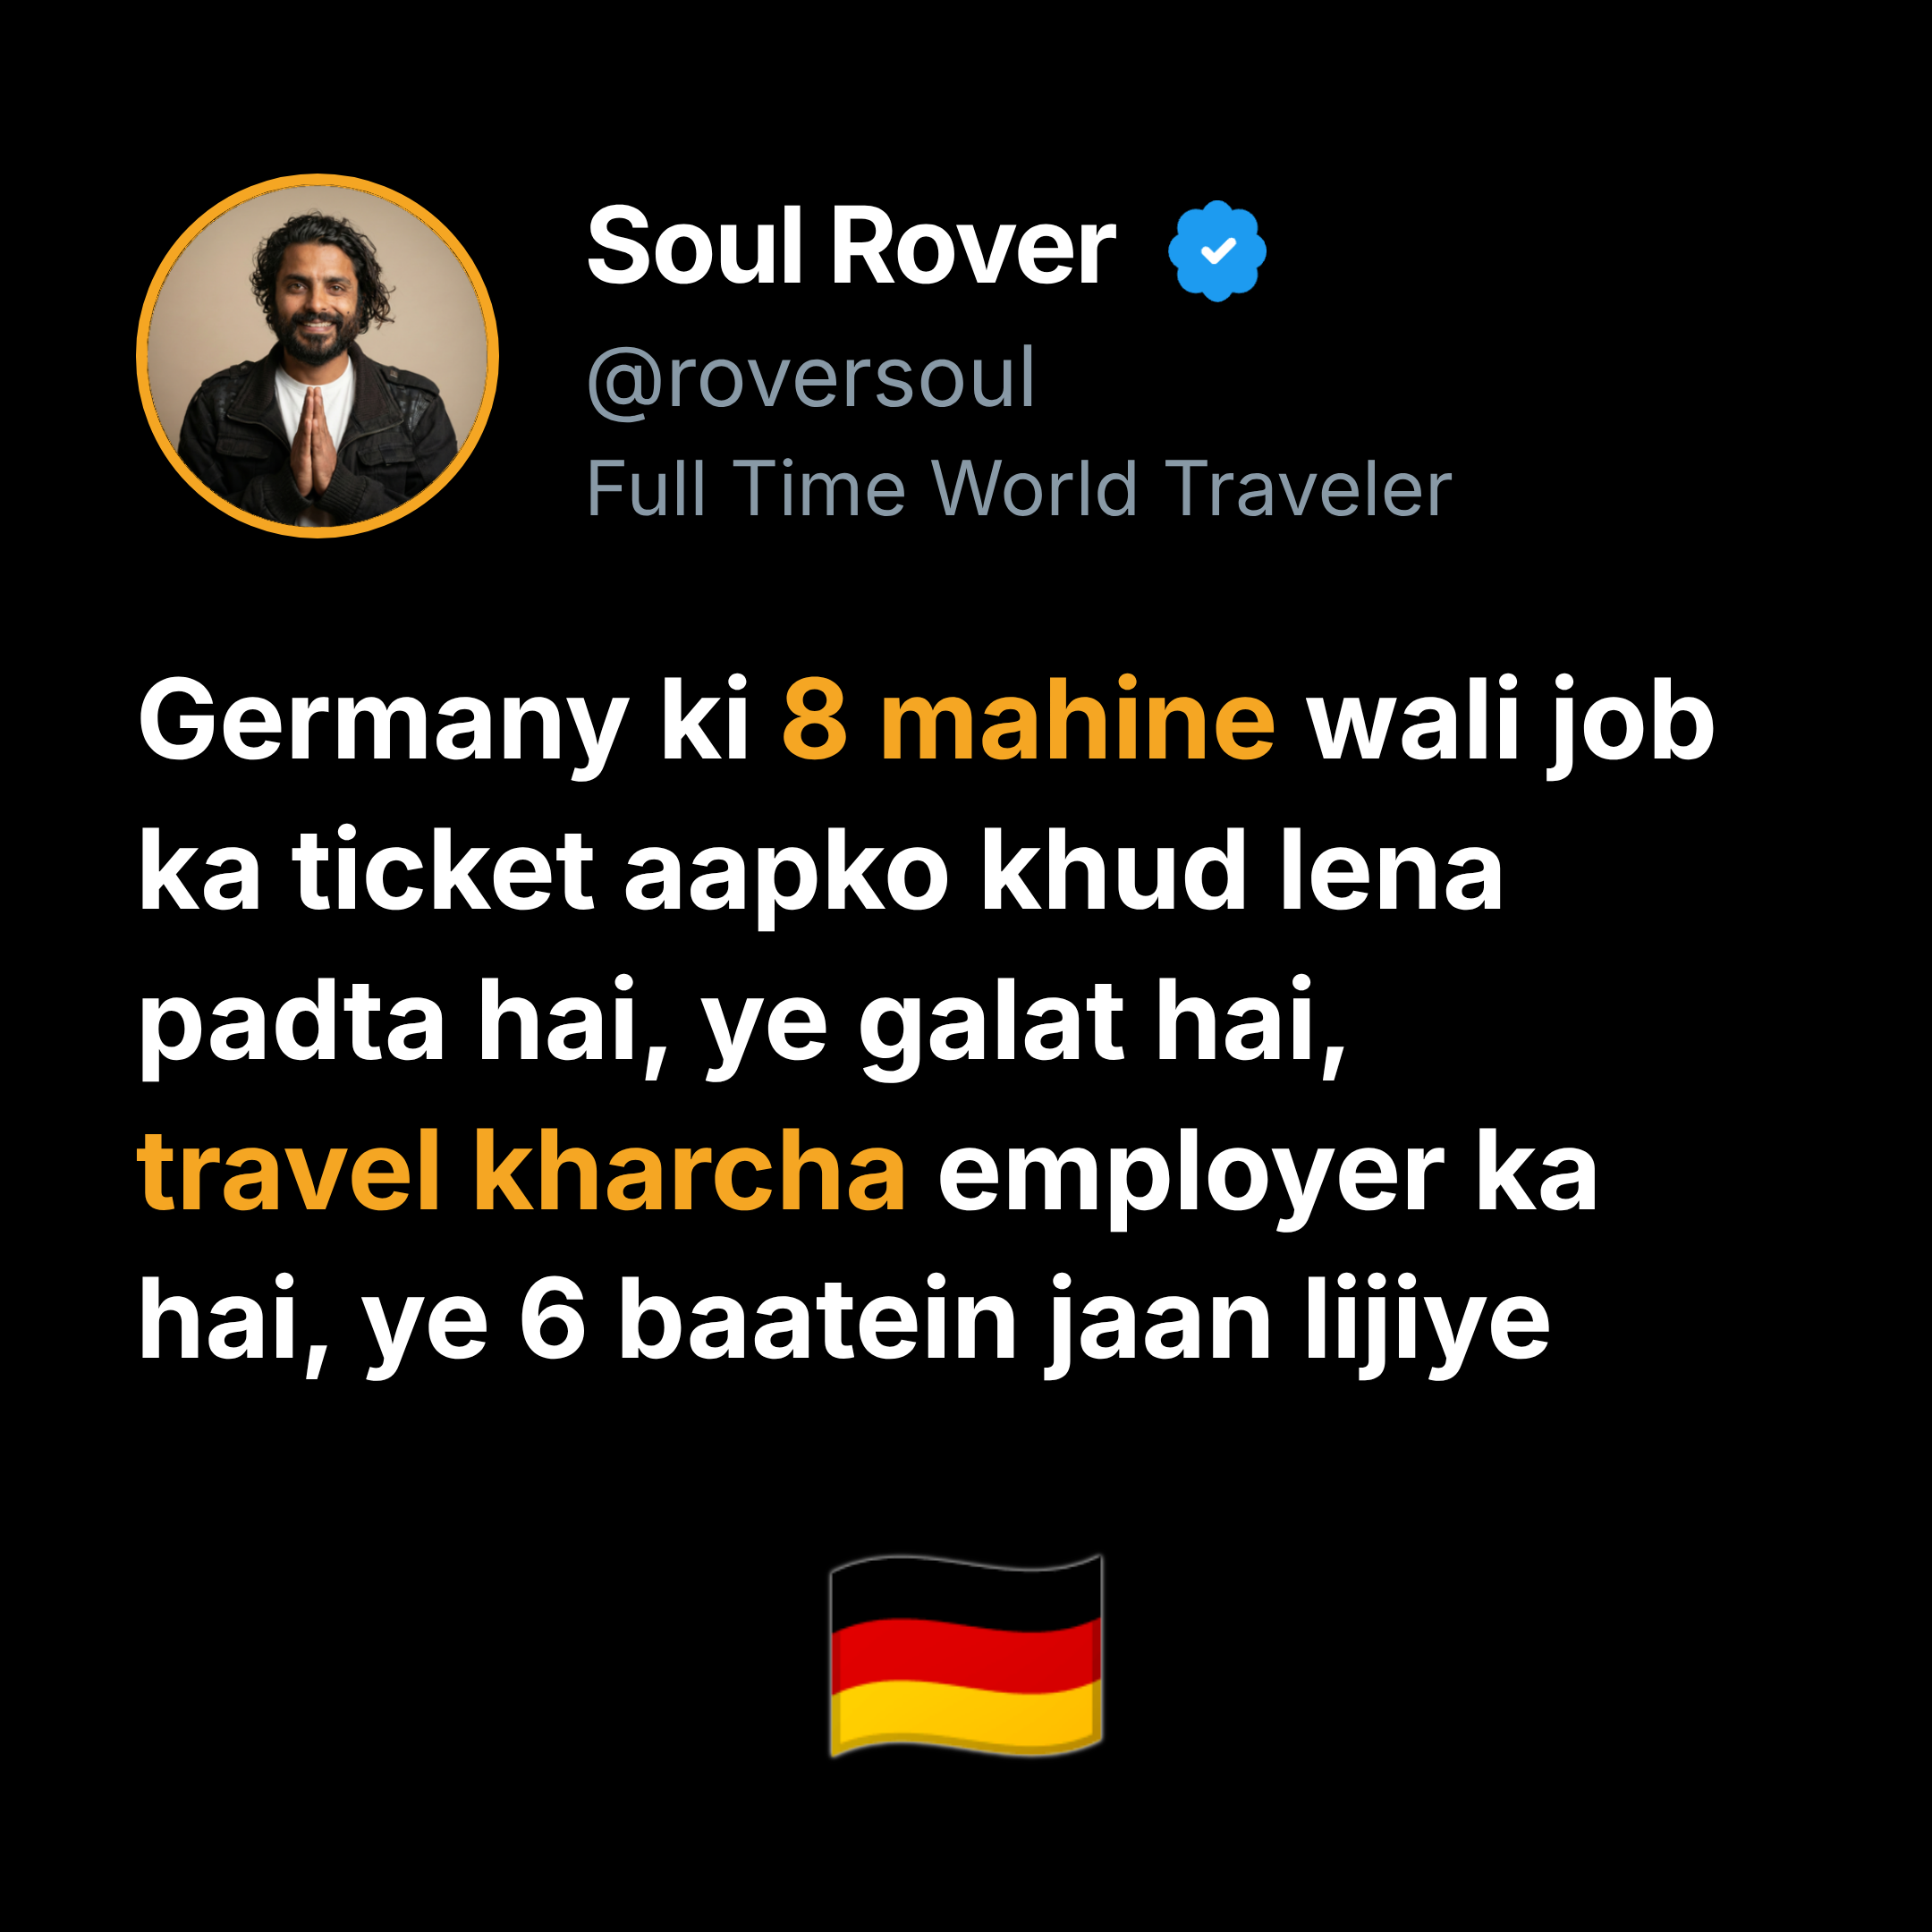 Soul Rover
@roversoul
Full Time World Traveler
Germany ki 8 mahine wali job
ka ticket aapko khud lena
padta hai, ye galat hai,
travel kharcha employer ka
hai, ye 6 baatein jaan lijiye